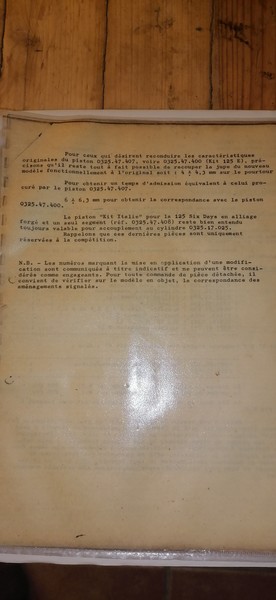 Pour ceux qui désirent reconduire les caractéristiques
originales du piston 0325.47.407. voire 0325.47.400 (Kit 125 E), pré-
cisons qu'il reste tout à fait possible de recouper la jupe du nouveau
modèle fonctionnellement à l'original soit : 4 à 4,3 mm sur le pourtour
Pour obtenir un temps d'admission équivalent à celui pro-
curé par le piston 0325.47.407.
6 à 6,3 mm pour obtenir la correspondance avec le piston
0325.47.400.
Le piston "Kit Italie" pour la 125 Six Days en alliage
forgé et un seul segment (réf. 0325.47.408) reste bien entendu
toujours valable pour accouplement au cylindre 0325.17.025.
Rappelons que ces dernières pièces sont uniquement
réservées à la compétition.
N.B. - Les numéros marquant la mise en application d'une modifi-
cation sont communiqués à titre indicatif et ne peuvent être consi-
dérés comme engageants. Pour toute commande de pièce détachée, il
convient de vérifier sur le modèle en objet, la correspondance des
aménagements signalés.